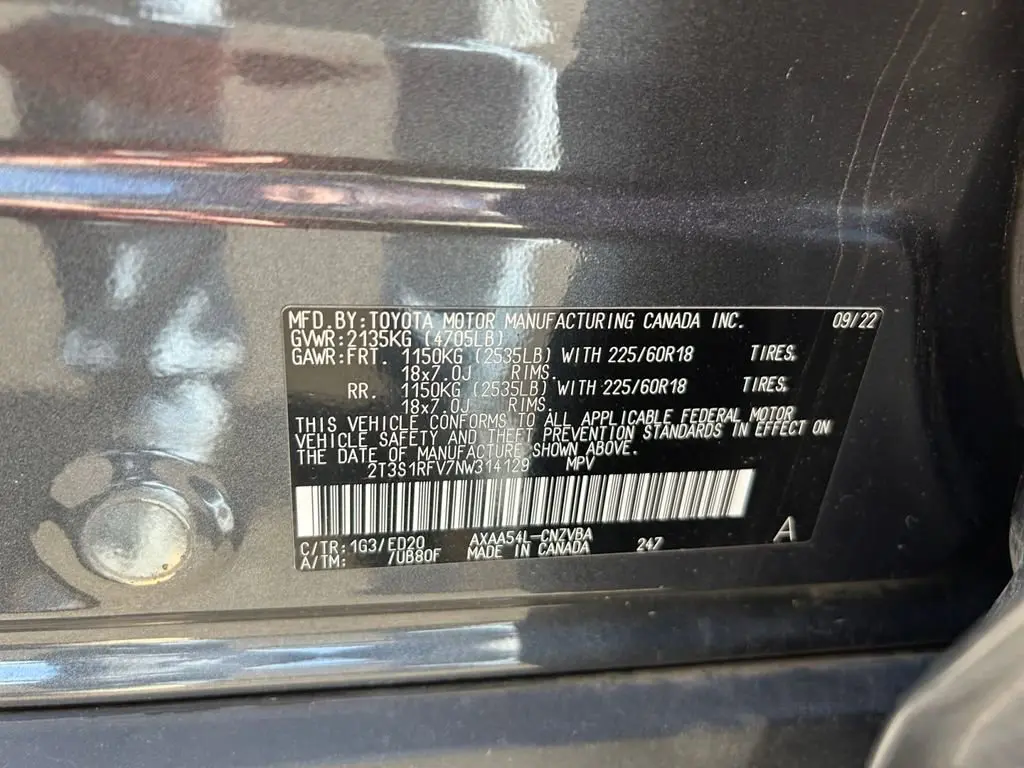 MFD.BY:TOYOTA MOTOR MANUFACTURING CANADA INC. 09/22
GVWR:2135KG (4705LB)
GAWR:FRT. 1150KG (2535LB) WITH 225/60R18 TIRES,
18x7.0J RIMS,
RR. 1150KG (2535LB) WITH 225/60R18 TIRES,
18x7.0J RIMS,
THIS VEHICLE CONFORMS TO ALL APPLICABLE FEDERAL MOTOR
VEHICLE SAFETY AND THEFT PREVENTION STANDARDS IN EFFECT ON
THE DATE OF MANUFACTURE SHOWN ABOVE.
2T3S1RFV7NW314129 MPV
C/TR:1G3/ED20 AXAA54L-CNZVBA 247 A
A/TM: /UB80F MADE IN CANADA